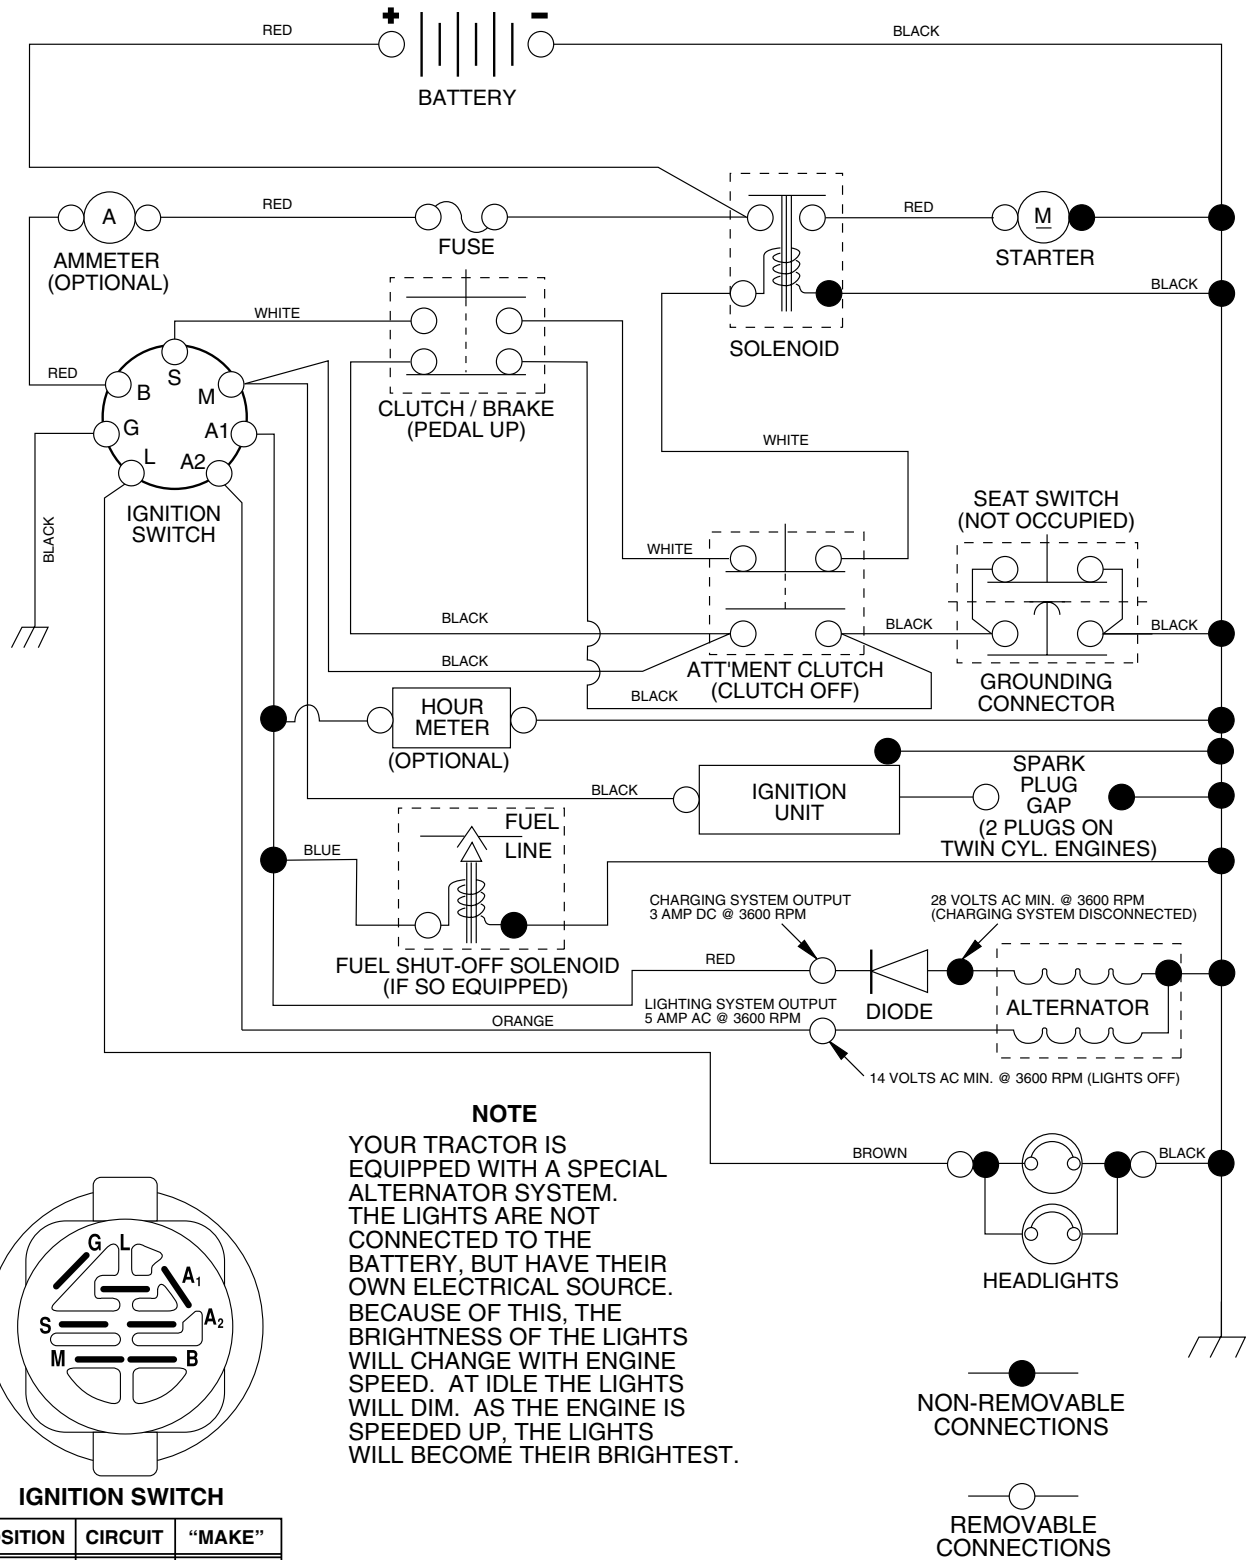 + −
RED
BLACK
BATTERY
A
RED
RED
M
AMMETER
(OPTIONAL)
FUSE
STARTER
WHITE
BLACK
SOLENOID
RED
S
B
M
G
A1
L
A2
CLUTCH / BRAKE
(PEDAL UP)
WHITE
IGNITION
SWITCH
BLACK
SEAT SWITCH
(NOT OCCUPIED)
WHITE
BLACK
BLACK
BLACK
BLACK
ATT'MENT CLUTCH
(CLUTCH OFF)
GROUNDING
CONNECTOR
BLACK
HOUR
METER
(OPTIONAL)
BLACK
IGNITION
UNIT
SPARK
PLUG
GAP
(2 PLUGS ON
TWIN CYL. ENGINES)
FUEL
LINE
BLUE
CHARGING SYSTEM OUTPUT
3 AMP DC @ 3600 RPM
28 VOLTS AC MIN. @ 3600 RPM
(CHARGING SYSTEM DISCONNECTED)
FUEL SHUT-OFF SOLENOID
(IF SO EQUIPPED)
RED
DIODE
ALTERNATOR
LIGHTING SYSTEM OUTPUT
5 AMP AC @ 3600 RPM
ORANGE
14 VOLTS AC MIN. @ 3600 RPM (LIGHTS OFF)
NOTE
YOUR TRACTOR IS
EQUIPPED WITH A SPECIAL
ALTERNATOR SYSTEM.
THE LIGHTS ARE NOT
CONNECTED TO THE
BATTERY, BUT HAVE THEIR
OWN ELECTRICAL SOURCE.
BECAUSE OF THIS, THE
BRIGHTNESS OF THE LIGHTS
WILL CHANGE WITH ENGINE
SPEED. AT IDLE THE LIGHTS
WILL DIM. AS THE ENGINE IS
SPEEDED UP, THE LIGHTS
WILL BECOME THEIR BRIGHTEST.
BROWN
BLACK
HEADLIGHTS
G L
A1
A2
S
M
B
IGNITION SWITCH
SITION CIRCUIT “MAKE”
NON-REMOVABLE
CONNECTIONS
REMOVABLE
CONNECTIONS